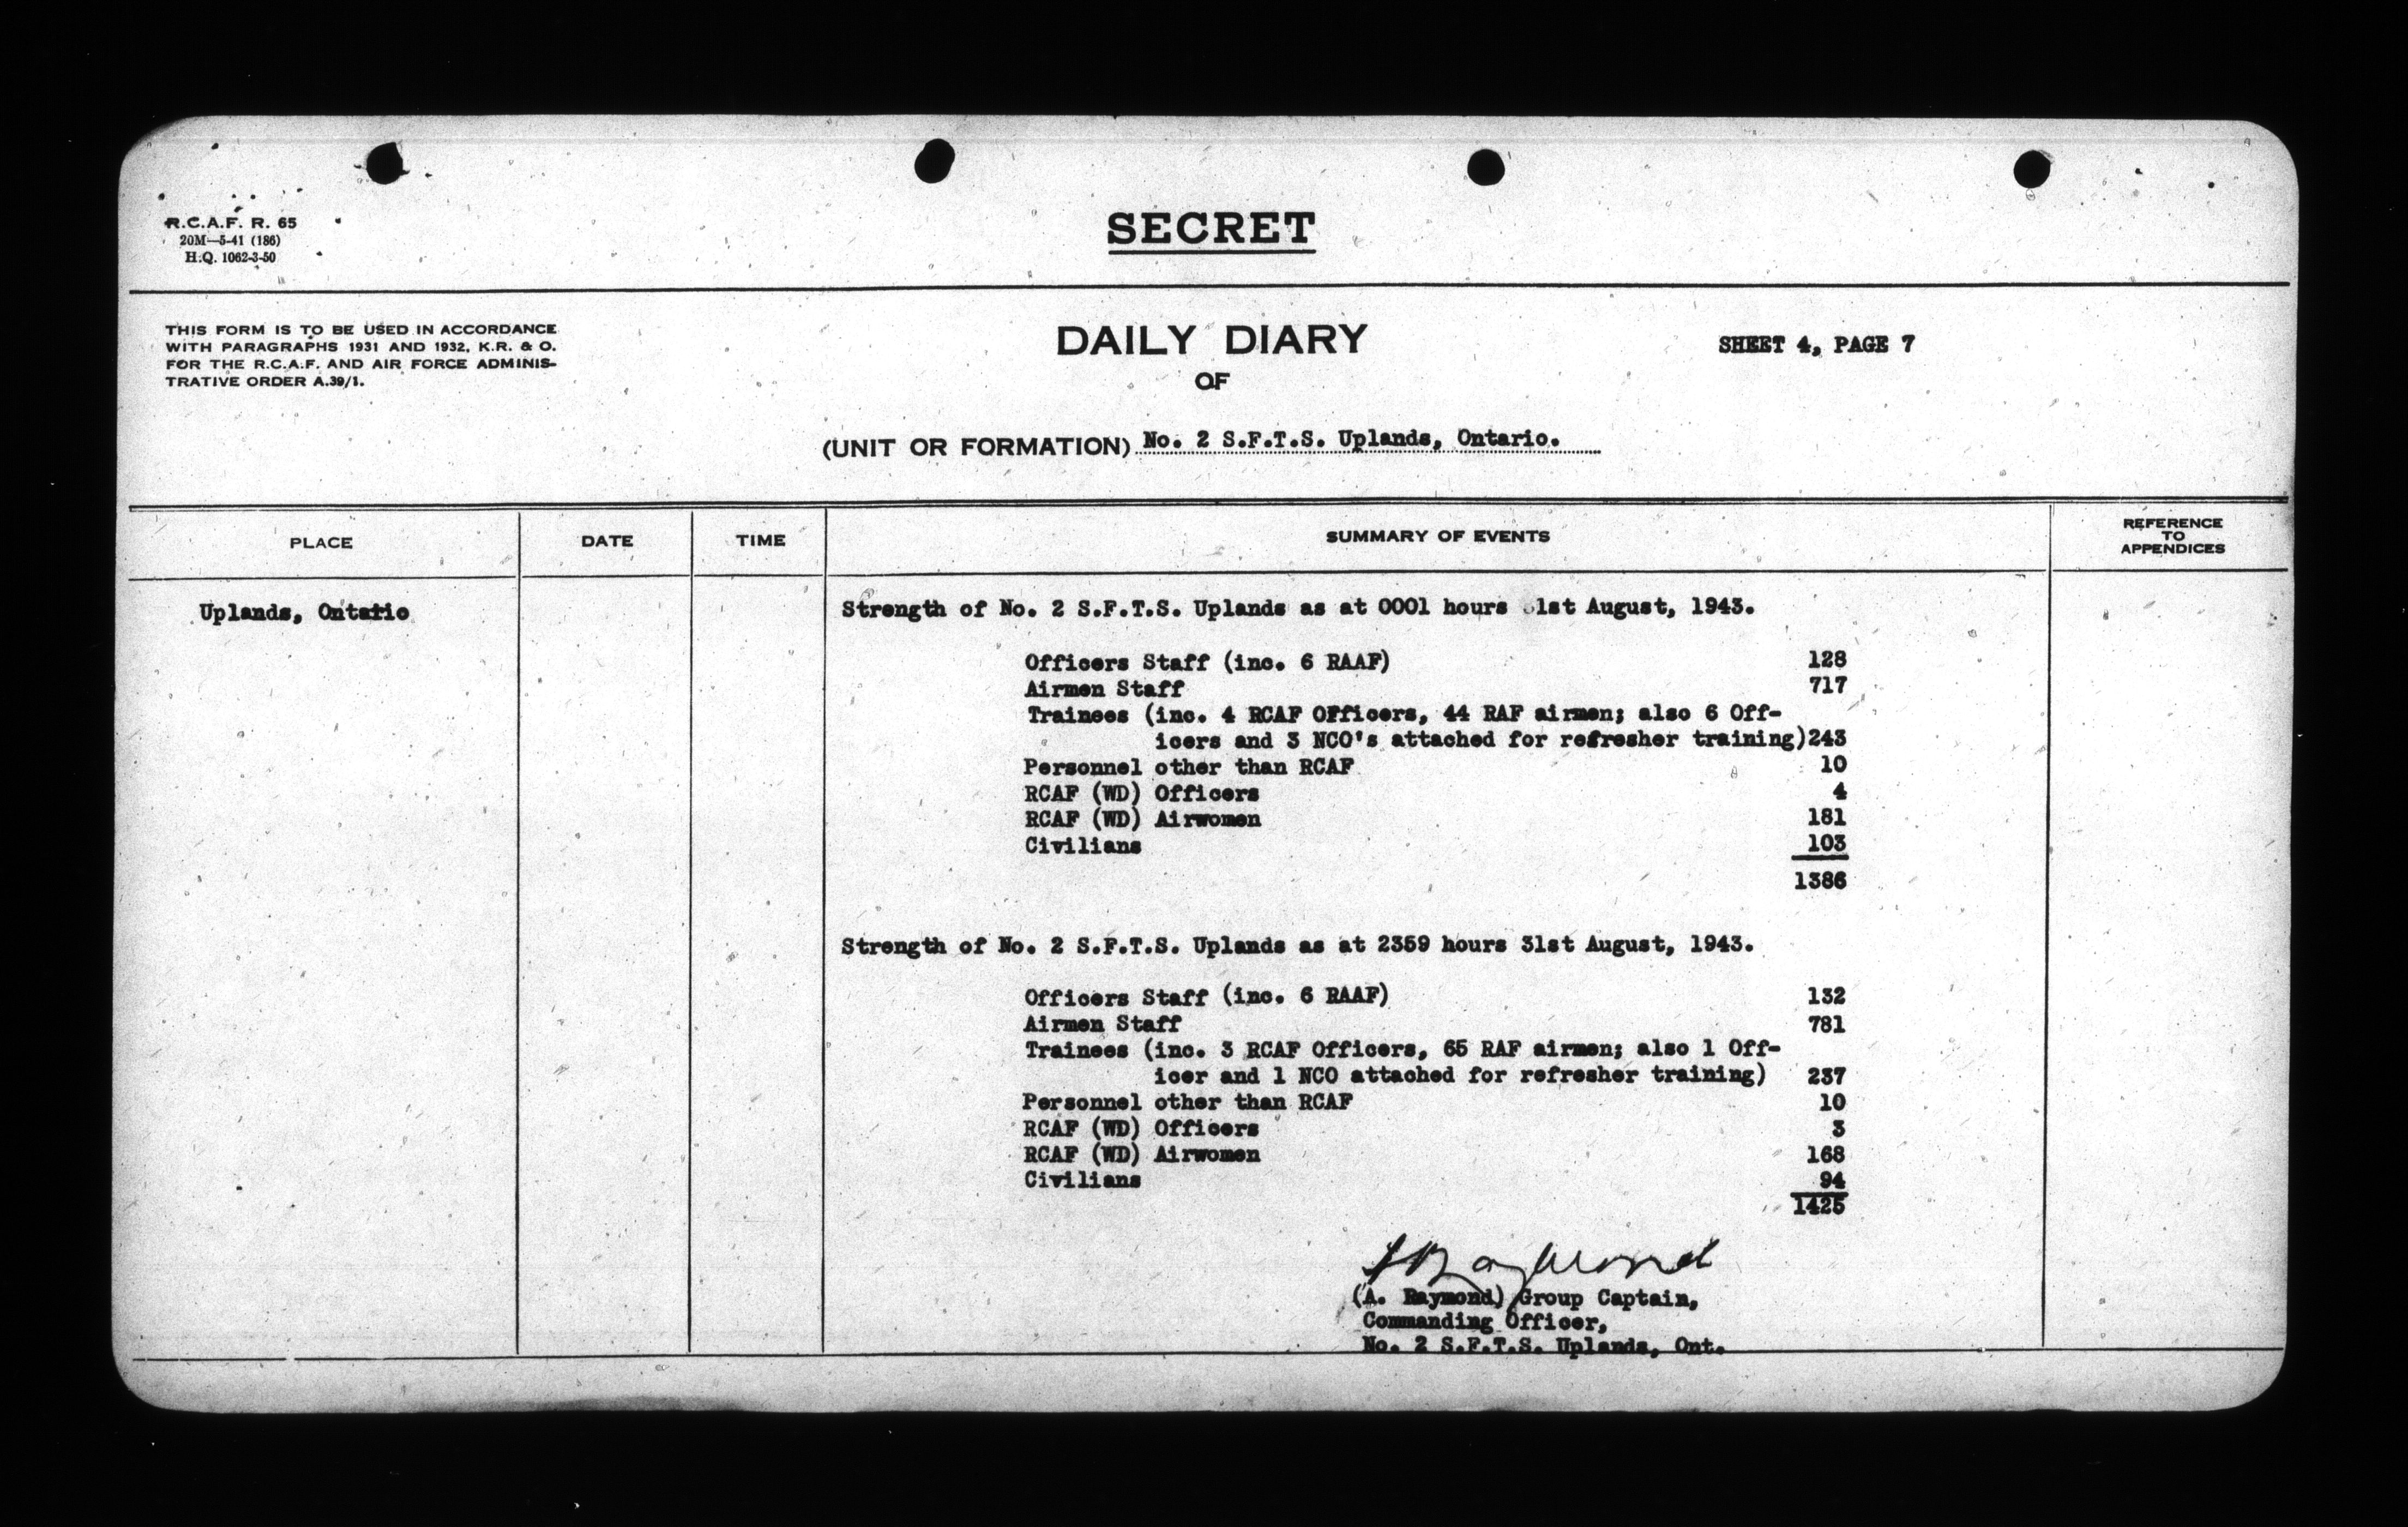 R.C.A.F. R. 65
20M—5-41 (186)
H.Q. 1062-3-50
SECRET
THIS FORM IS TO BE USED IN ACCORDANCE
WITH PARAGRAPHS 1931 AND 1932, K.R. & O.
FOR THE R.C.A.F. AND AIR FORCE ADMINIS-
TRATIVE ORDER A.39/1.
DAILY DIARY
OF
SHEET 4, PAGE 7
(UNIT OR FORMATION) No. 2 S.F.T.S. Uplands, Ontario.
PLACE DATE TIME SUMMARY OF EVENTS REFERENCE TO APPENDICES
Uplands, Ontario
Strength of No. 2 S.F.T.S. Uplands as at 0001 hours 1st August, 1943.
Officers Staff (inc. 6 RAAF) 128
Airmen Staff 717
Trainees (inc. 4 RCAF Officers, 44 RAF airmen; also 6 Off-
icers and 3 NCO's attached for refresher training) 243
Personnel other than RCAF 10
RCAF (WD) Officers 4
RCAF (WD) Airwomen 181
Civilians 103
1386
Strength of No. 2 S.F.T.S. Uplands as at 2359 hours 31st August, 1943.
Officers Staff (inc. 6 RAAF) 132
Airmen Staff 781
Trainees (inc. 3 RCAF Officers, 65 RAF airmen; also 1 Off-
icer and 1 NCO attached for refresher training) 237
Personnel other than RCAF 10
RCAF (WD) Officers 3
RCAF (WD) Airwomen 168
Civilians 94
1425
A Raymond
(A. Raymond) Group Captain,
Commanding Officer,
No. 2 S.F.T.S. Uplands, Ont.